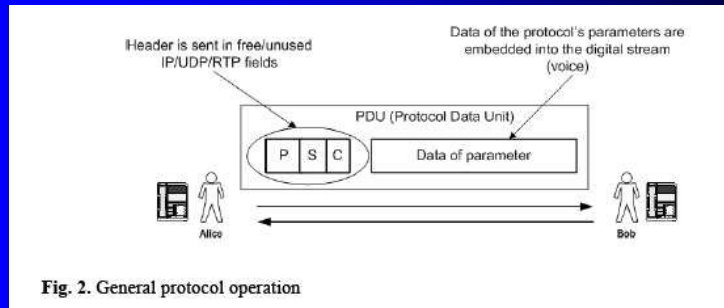 Header is sent in free/unused
IP/UDP/RTP fields
Data of the protocol's parameters are
embedded into the digital stream
(voice)
PDU (Protocol Data Unit)
P S C
Data of parameter
Alice
Bob
Fig. 2. General protocol operation